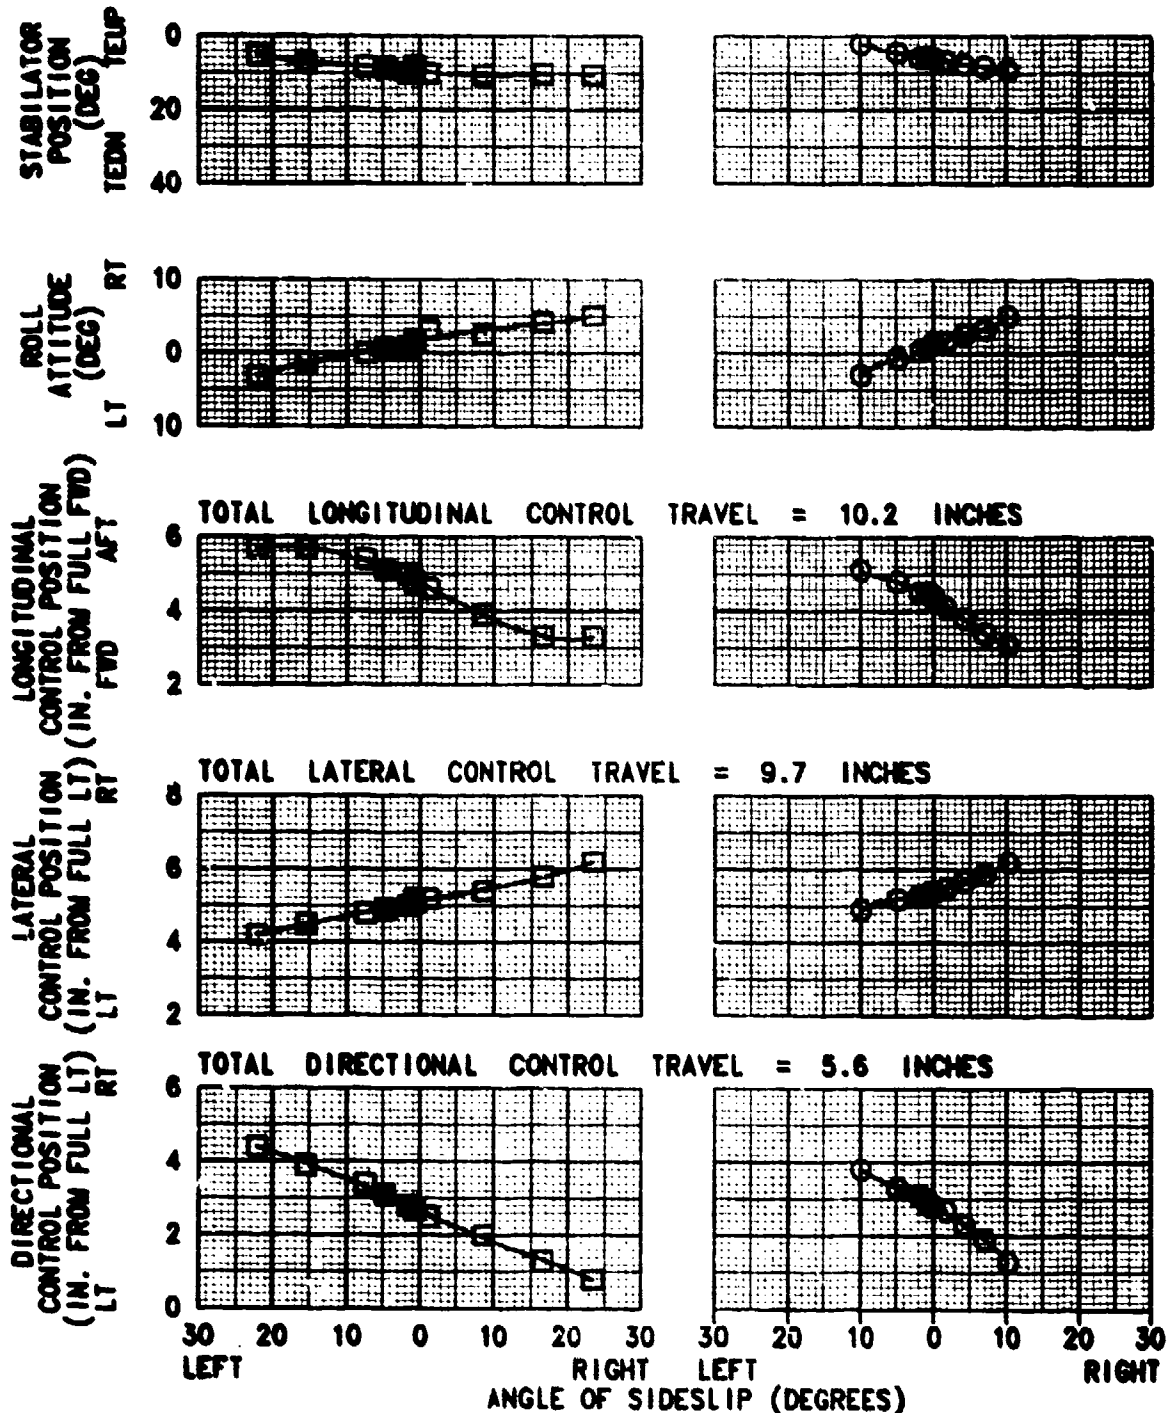 STABILATOR
POSITION
(DEG)
TEDN TEUP
0
20
40
ROLL
ATTITUDE
(DEG)
LT RT
10
0
10
TOTAL LONGITUDINAL CONTROL TRAVEL = 10.2 INCHES
LONGITUDINAL
CONTROL POSITION
(IN. FROM FULL FWD)
FWD AFT
6
4
2
TOTAL LATERAL CONTROL TRAVEL = 9.7 INCHES
LATERAL
CONTROL POSITION
(IN. FROM FULL LT)
LT RT
8
6
4
2
TOTAL DIRECTIONAL CONTROL TRAVEL = 5.6 INCHES
DIRECTIONAL
CONTROL POSITION
(IN. FROM FULL LT)
LT RT
6
4
2
0
30 20 10 0 10 20 30 30 20 10 0 10 20 30
LEFT RIGHT LEFT RIGHT
ANGLE OF SIDESLIP (DEGREES)